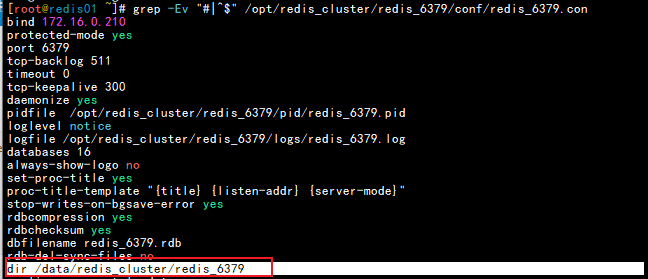 [root@redis01 ~]# grep -Ev "#|^$" /opt/redis_cluster/redis_6379/conf/redis_6379.con
bind 172.16.0.210
protected-mode yes
port 6379
tcp-backlog 511
timeout 0
tcp-keepalive 300
daemonize yes
pidfile  /opt/redis_cluster/redis_6379/pid/redis_6379.pid
loglevel notice
logfile /opt/redis_cluster/redis_6379/logs/redis_6379.log
databases 16
always-show-logo no
set-proc-title yes
proc-title-template "{title} {listen-addr} {server-mode}"
stop-writes-on-bgsave-error yes
rdbcompression yes
rdbchecksum yes
dbfilename redis_6379.rdb
rdb-del-sync-files no
dir /data/redis_cluster/redis_6379